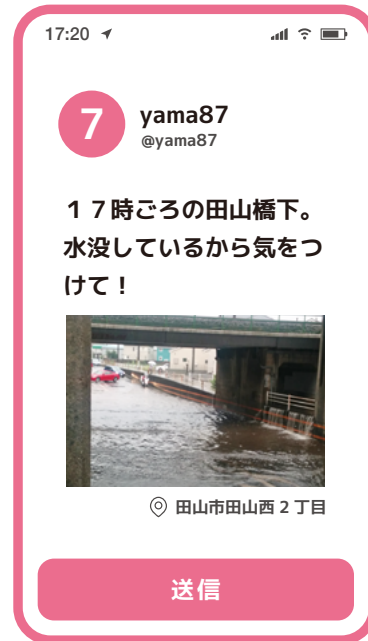 17:20
7
yama87
@yama87
１７時ごろの田山橋下。
水没しているから気をつ
けて！
田山市田山西２丁目
送信